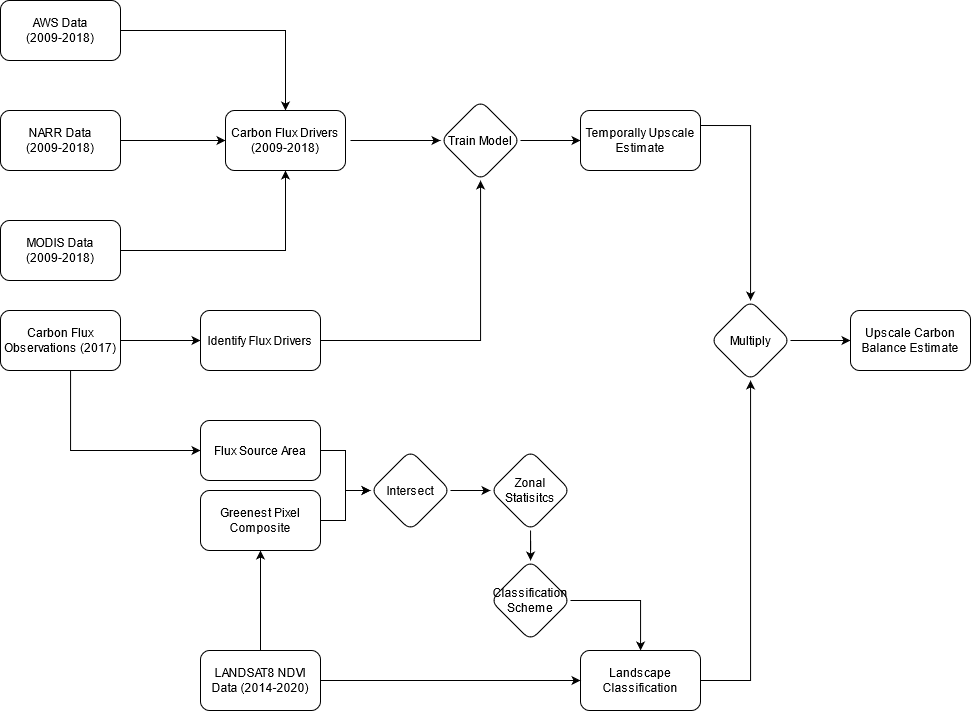 AWS Data
(2009-2018)
NARR Data
(2009-2018)
Carbon Flux Drivers
(2009-2018)
Train Model
Temporally Upscale
Estimate
MODIS Data
(2009-2018)
Carbon Flux
Observations (2017)
Identify Flux Drivers
Multiply
Upscale Carbon
Balance Estimate
Flux Source Area
Greenest Pixel
Composite
Intersect
Zonal
Statisitcs
Classification
Scheme
LANDSAT8 NDVI
Data (2014-2020)
Landscape
Classification